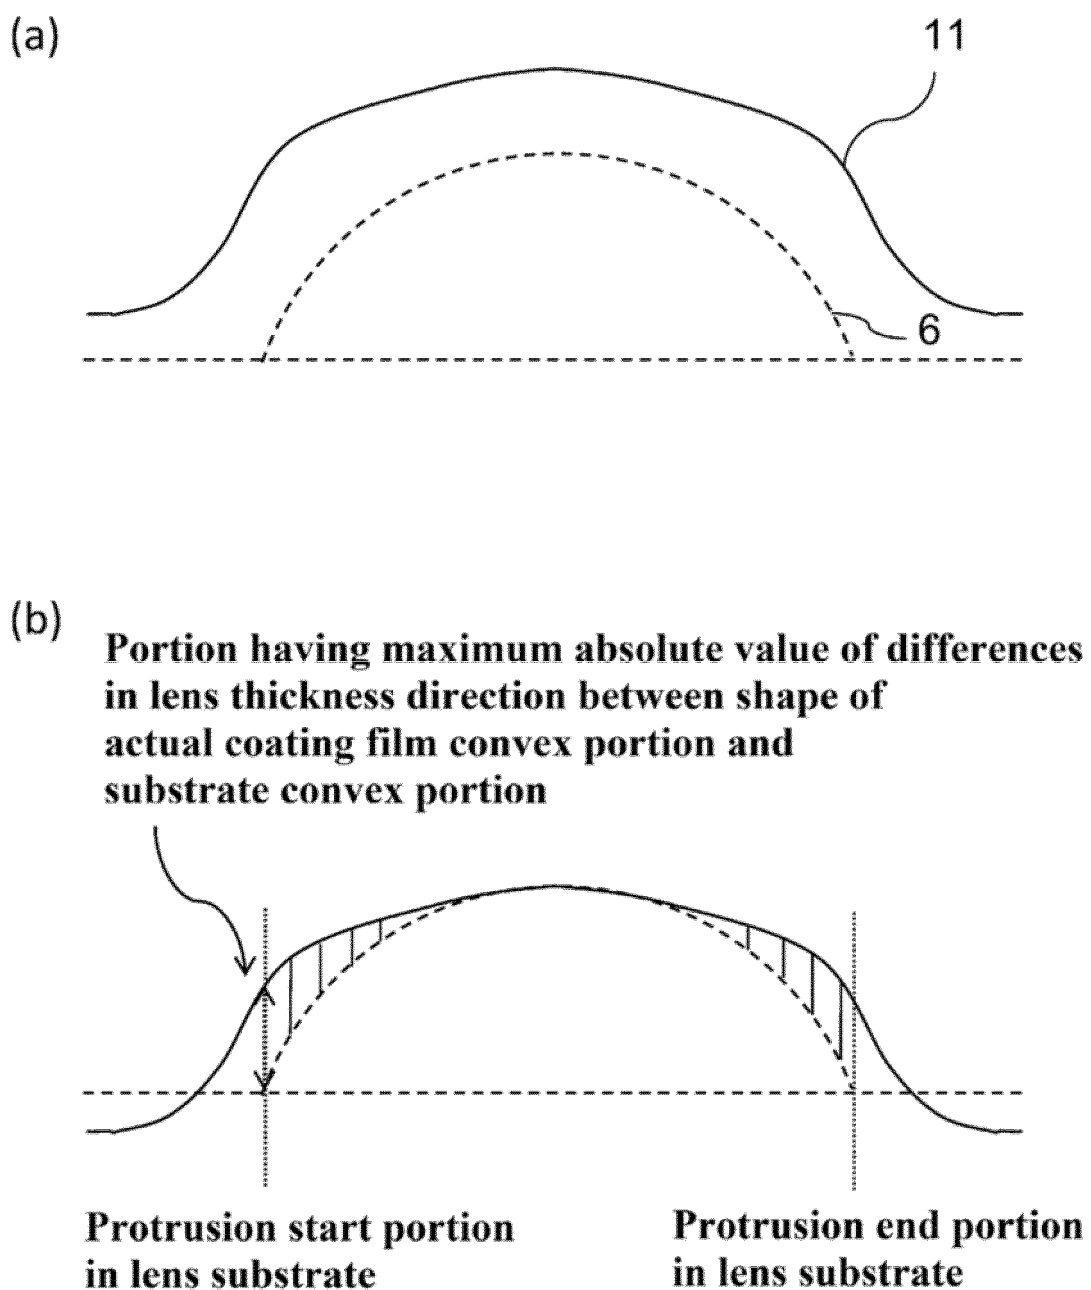 (a)
11
6
(b)
Portion having maximum absolute value of differences
in lens thickness direction between shape of
actual coating film convex portion and
substrate convex portion
Protrusion start portion
in lens substrate
Protrusion end portion
in lens substrate